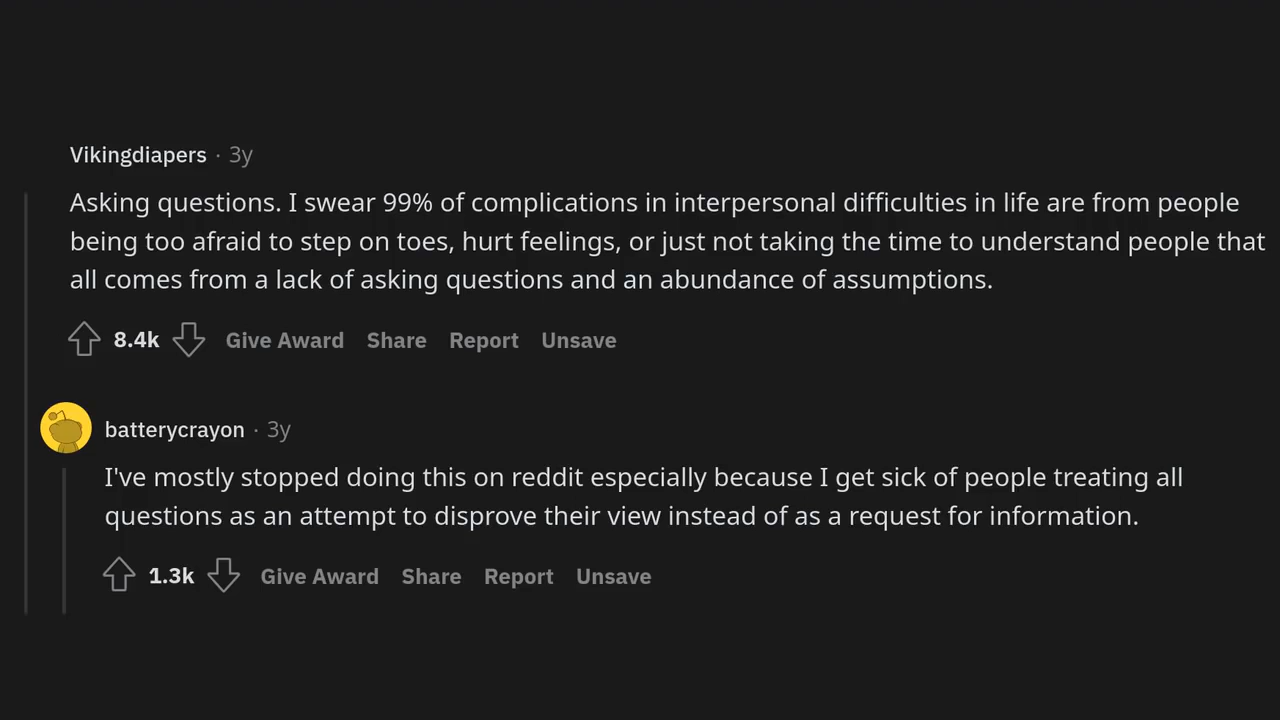 Vikingdiapers · 3y
Asking questions. I swear 99% of complications in interpersonal difficulties in life are from people
being too afraid to step on toes, hurt feelings, or just not taking the time to understand people that
all comes from a lack of asking questions and an abundance of assumptions.
8.4k Give Award Share Report Unsave
batterycrayon · 3y
I've mostly stopped doing this on reddit especially because I get sick of people treating all
questions as an attempt to disprove their view instead of as a request for information.
1.3k Give Award Share Report Unsave